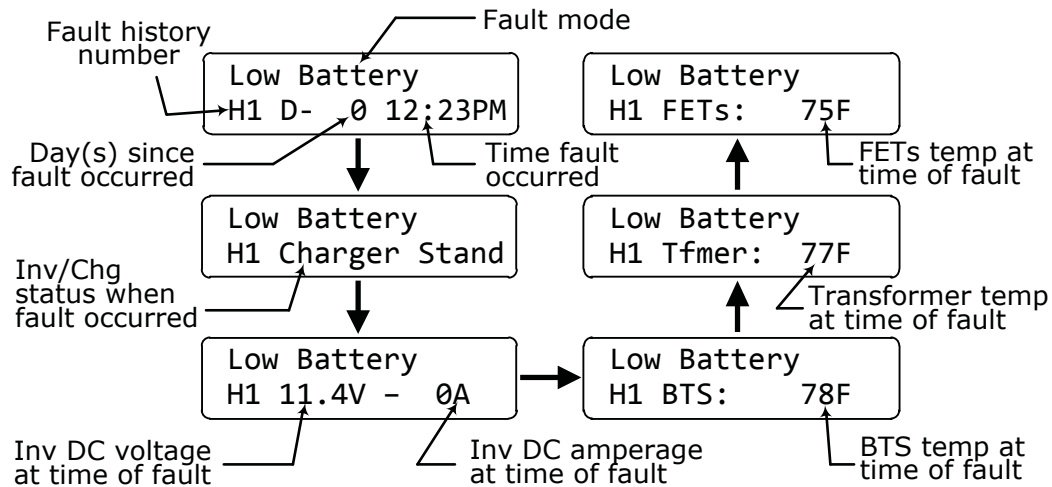 Fault history
number
Fault mode
Low Battery
H1 D-   0 12:23PM
Day(s) since
fault occurred
Time fault
occurred
Low Battery
H1 Charger Stand
Inv/Chg
status when
fault occurred
Low Battery
H1 11.4V –   0A
Inv DC voltage
at time of fault
Inv DC amperage
at time of fault
Low Battery
H1 BTS:     78F
BTS temp at
time of fault
Low Battery
H1 Tfmer:   77F
Transformer temp
at time of fault
Low Battery
H1 FETs:    75F
FETs temp at
time of fault